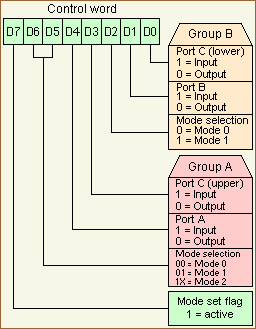 Control word
D7 D6 D5 D4 D3 D2 D1 D0
Group B
Port C (lower)
1 = Input
0 = Output
Port B
1 = Input
0 = Output
Mode selection
0 = Mode 0
1 = Mode 1
Group A
Port C (upper)
1 = Input
0 = Output
Port A
1 = Input
0 = Output
Mode selection
00 = Mode 0
01 = Mode 1
1X = Mode 2
Mode set flag
1 = active